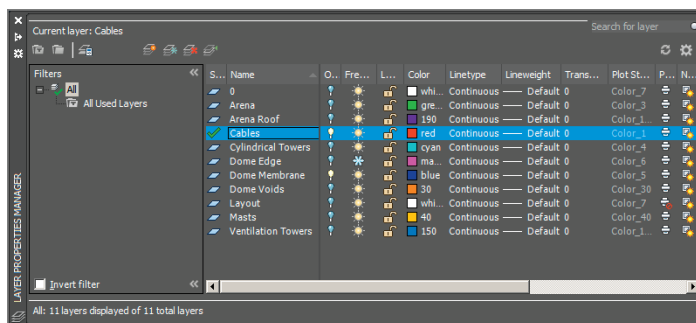 Current layer: Cables
Search for layer
Filters
All
All Used Layers
S... Name O.. Fre... L... Color Linetype Lineweight Trans... Plot St... P... N...
0 whi... Continuous Default 0 Color_7
Arena gre... Continuous Default 0 Color_3
Arena Roof 190 Continuous Default 0 Color_1...
Cables red Continuous Default 0 Color_1
Cylindrical Towers cyan Continuous Default 0 Color_4
Dome Edge ma... Continuous Default 0 Color_6
Dome Membrane blue Continuous Default 0 Color_5
Dome Voids 30 Continuous Default 0 Color_30
Layout whi... Continuous Default 0 Color_7
Masts 40 Continuous Default 0 Color_40
Ventilation Towers 150 Continuous Default 0 Color_1...
Invert filter
All: 11 layers displayed of 11 total layers
LAYER PROPERTIES MANAGER